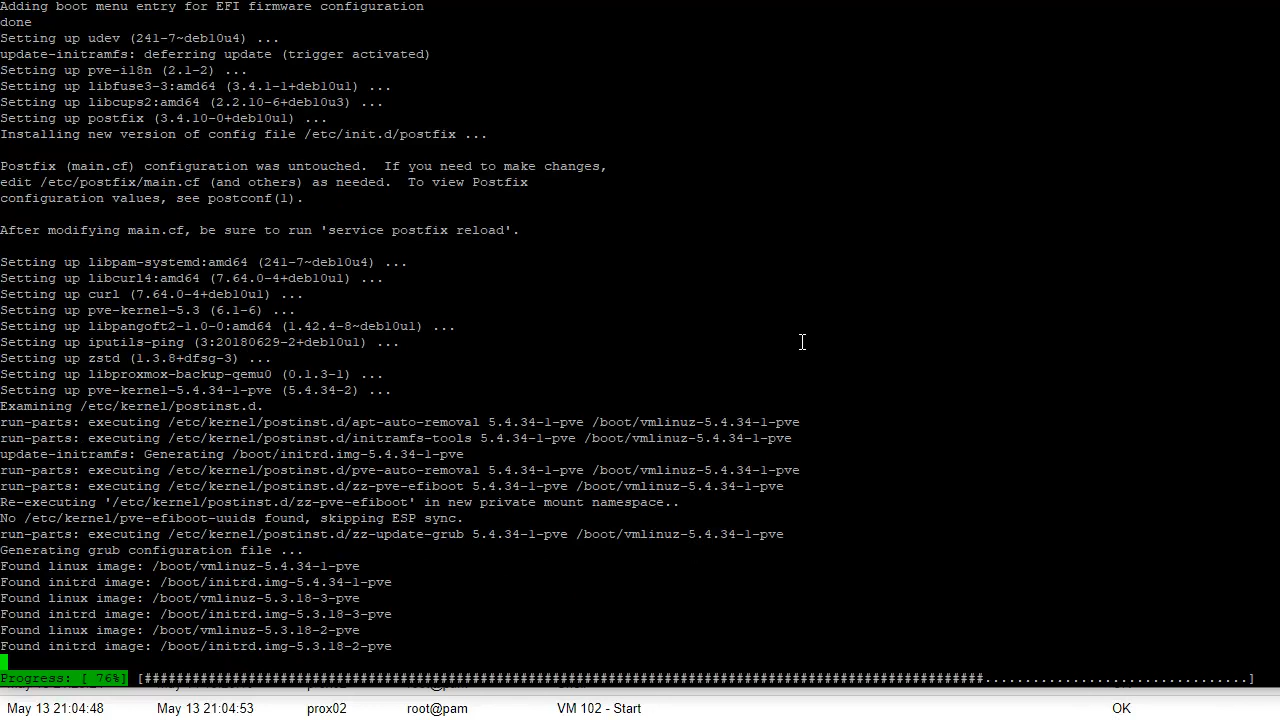 Adding boot menu entry for EFI firmware configuration
done
Setting up udev (241-7~deb10u4) ...
update-initramfs: deferring update (trigger activated)
Setting up pve-i18n (2.1-2) ...
Setting up libfuse3-3:amd64 (3.4.1-1+deb10u1) ...
Setting up libcups2:amd64 (2.2.10-6+deb10u3) ...
Setting up postfix (3.4.10-0+deb10u1) ...
Installing new version of config file /etc/init.d/postfix ...
Postfix (main.cf) configuration was untouched.  If you need to make changes,
edit /etc/postfix/main.cf (and others) as needed.  To view Postfix
configuration values, see postconf(1).
After modifying main.cf, be sure to run 'service postfix reload'.
Setting up libpam-systemd:amd64 (241-7~deb10u4) ...
Setting up libcurl4:amd64 (7.64.0-4+deb10u1) ...
Setting up curl (7.64.0-4+deb10u1) ...
Setting up pve-kernel-5.3 (6.1-6) ...
Setting up libpangoft2-1.0-0:amd64 (1.42.4-8~deb10u1) ...
Setting up iputils-ping (3:20180629-2+deb10u1) ...
Setting up zstd (1.3.8+dfsg-3) ...
Setting up libproxmox-backup-qemu0 (0.1.3-1) ...
Setting up pve-kernel-5.4.34-1-pve (5.4.34-2) ...
Examining /etc/kernel/postinst.d.
run-parts: executing /etc/kernel/postinst.d/apt-auto-removal 5.4.34-1-pve /boot/vmlinuz-5.4.34-1-pve
run-parts: executing /etc/kernel/postinst.d/initramfs-tools 5.4.34-1-pve /boot/vmlinuz-5.4.34-1-pve
update-initramfs: Generating /boot/initrd.img-5.4.34-1-pve
run-parts: executing /etc/kernel/postinst.d/pve-auto-removal 5.4.34-1-pve /boot/vmlinuz-5.4.34-1-pve
run-parts: executing /etc/kernel/postinst.d/zz-pve-efiboot 5.4.34-1-pve /boot/vmlinuz-5.4.34-1-pve
Re-executing '/etc/kernel/postinst.d/zz-pve-efiboot' in new private mount namespace..
No /etc/kernel/pve-efiboot-uuids found, skipping ESP sync.
run-parts: executing /etc/kernel/postinst.d/zz-update-grub 5.4.34-1-pve /boot/vmlinuz-5.4.34-1-pve
Generating grub configuration file ...
Found linux image: /boot/vmlinuz-5.4.34-1-pve
Found initrd image: /boot/initrd.img-5.4.34-1-pve
Found linux image: /boot/vmlinuz-5.3.18-3-pve
Found initrd image: /boot/initrd.img-5.3.18-3-pve
Found linux image: /boot/vmlinuz-5.3.18-2-pve
Found initrd image: /boot/initrd.img-5.3.18-2-pve
Progress: [ 76%] [#########################################################################################################.................................]
May 13 21:04:48 May 13 21:04:53 prox02 root@pam VM 102 - Start OK